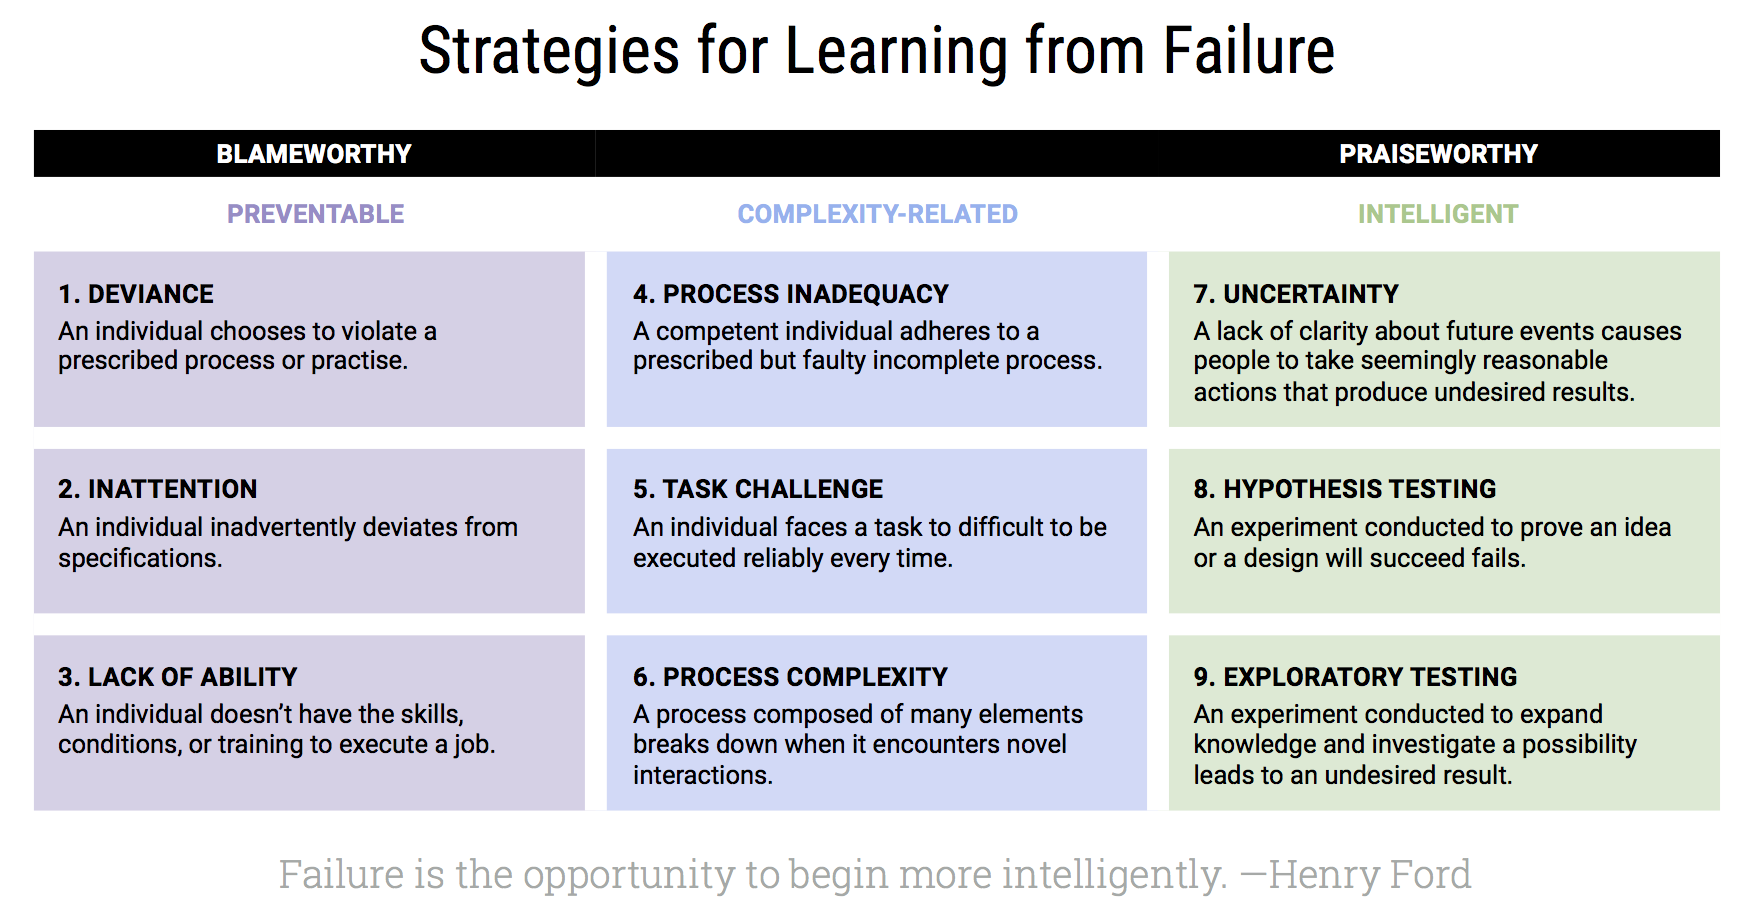 Strategies for Learning from Failure
BLAMEWORTHY
PRAISEWORTHY
PREVENTABLE
COMPLEXITY-RELATED
INTELLIGENT
1. DEVIANCE
An individual chooses to violate a
prescribed process or practise.
4. PROCESS INADEQUACY
A competent individual adheres to a
prescribed but faulty incomplete process.
7. UNCERTAINTY
A lack of clarity about future events causes
people to take seemingly reasonable
actions that produce undesired results.
2. INATTENTION
An individual inadvertently deviates from
specifications.
5. TASK CHALLENGE
An individual faces a task to difficult to be
executed reliably every time.
8. HYPOTHESIS TESTING
An experiment conducted to prove an idea
or a design will succeed fails.
3. LACK OF ABILITY
An individual doesn’t have the skills,
conditions, or training to execute a job.
6. PROCESS COMPLEXITY
A process composed of many elements
breaks down when it encounters novel
interactions.
9. EXPLORATORY TESTING
An experiment conducted to expand
knowledge and investigate a possibility
leads to an undesired result.
Failure is the opportunity to begin more intelligently. —Henry Ford